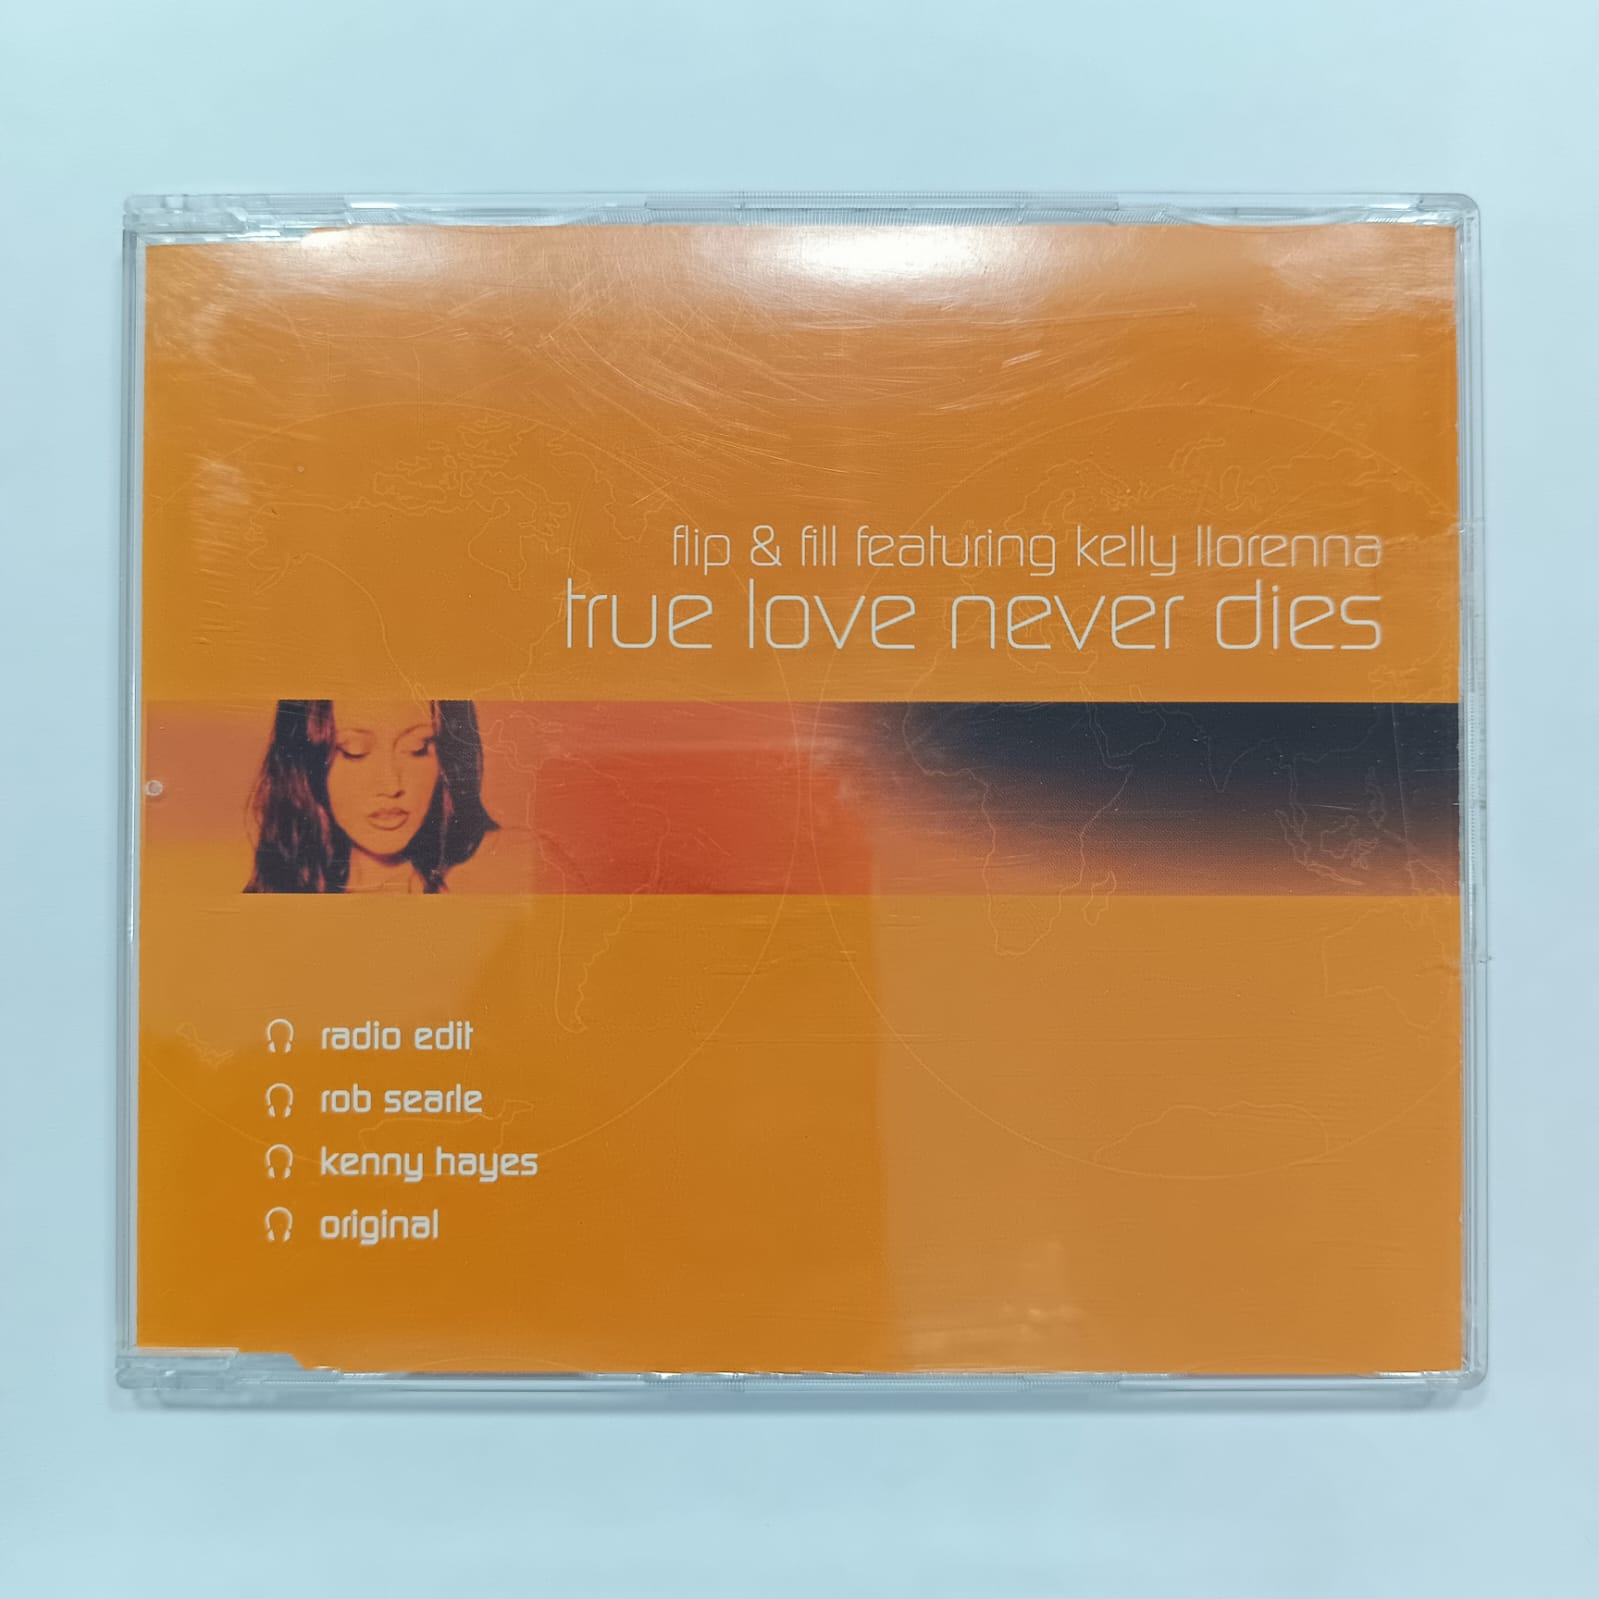 flip & fill featuring kelly llorenna
true love never dies
radio edit
rob searle
kenny hayes
original